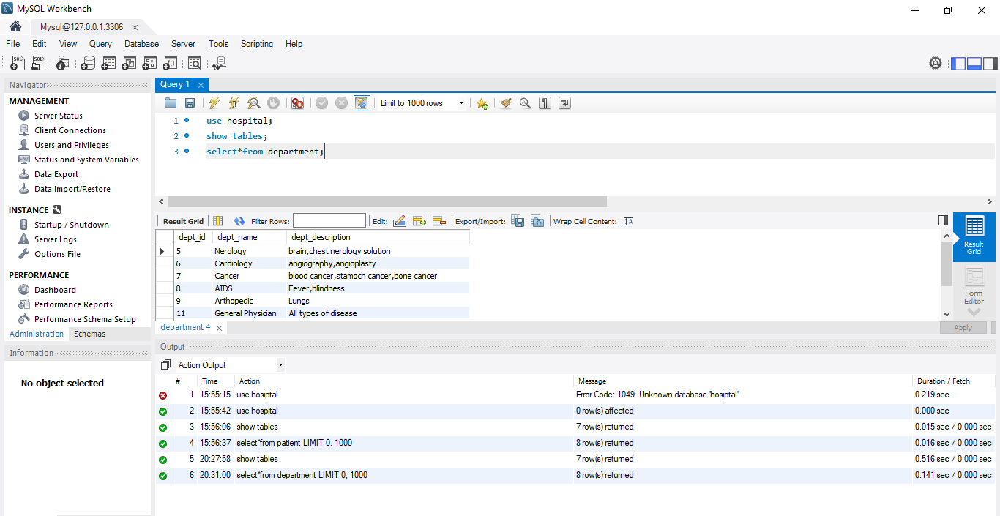 MySQL Workbench
Mysql@127.0.0.1:3306
File Edit View Query Database Server Tools Scripting Help
Navigator
MANAGEMENT
Server Status
Client Connections
Users and Privileges
Status and System Variables
Data Export
Data Import/Restore
INSTANCE
Startup / Shutdown
Server Logs
Options File
PERFORMANCE
Dashboard
Performance Reports
Performance Schema Setup
Administration Schemas
Information
No object selected
Query 1
Limit to 1000 rows
1 use hospital;
2 show tables;
3 select*from department;
Result Grid Filter Rows: Edit: Export/Import: Wrap Cell Content:
dept_id dept_name dept_description
5 Nerology brain,chest nerology solution
6 Cardiology angiography,angioplasty
7 Cancer blood cancer,stamoch cancer,bone cancer
8 AIDS Fever,blindness
9 Arthopedic Lungs
11 General Physician All types of disease
Result
Grid
Form
Editor
department 4
Apply
Output
Action Output
# Time Action Message Duration / Fetch
1 15:55:15 use hosiptal Error Code: 1049. Unknown database 'hosiptal' 0.219 sec
2 15:55:42 use hospital 0 row(s) affected 0.000 sec
3 15:56:06 show tables 7 row(s) returned 0.015 sec / 0.000 sec
4 15:56:37 select*from patient LIMIT 0, 1000 8 row(s) returned 0.016 sec / 0.000 sec
5 20:27:58 show tables 7 row(s) returned 0.516 sec / 0.000 sec
6 20:31:00 select*from department LIMIT 0, 1000 8 row(s) returned 0.141 sec / 0.000 sec